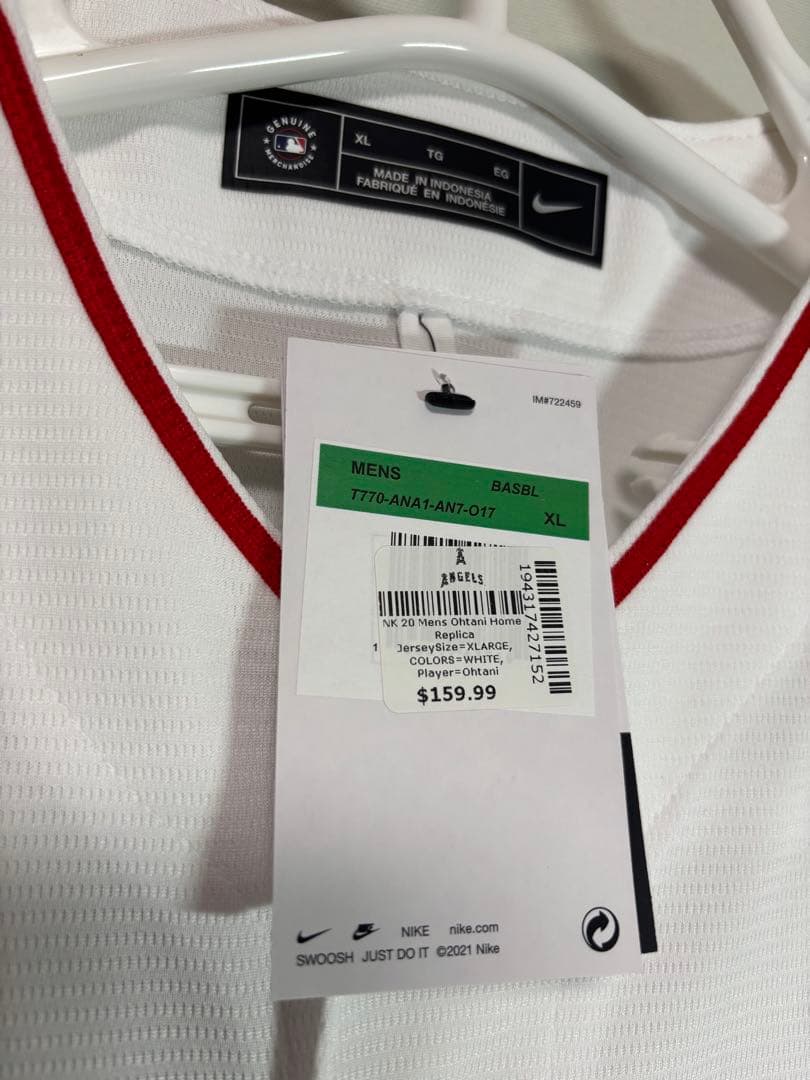 GENUINE
MERCHANDISE
XL TG EG
MADE IN INDONESIA
FABRIQUÉ EN INDONÉSIE
IM#722459
MENS BASBL
T770-ANA1-AN7-O17 XL
A
ANGELS
NK 20 Mens Ohtani Home
Replica
JerseySize=XLARGE,
COLORS=WHITE,
Player=Ohtani
$159.99
194317427152
1
NIKE nike.com
SWOOSH JUST DO IT ©2021 Nike